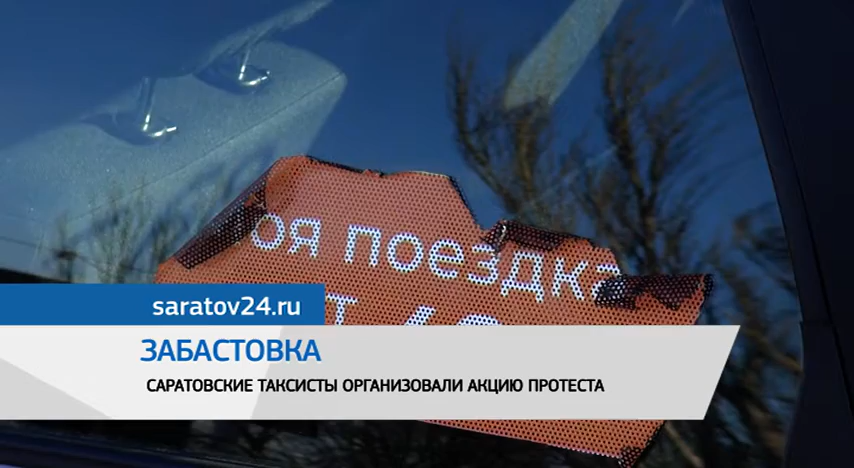 оя поездка
saratov24.ru
ЗАБАСТОВКА
САРАТОВСКИЕ ТАКСИСТЫ ОРГАНИЗОВАЛИ АКЦИЮ ПРОТЕСТА